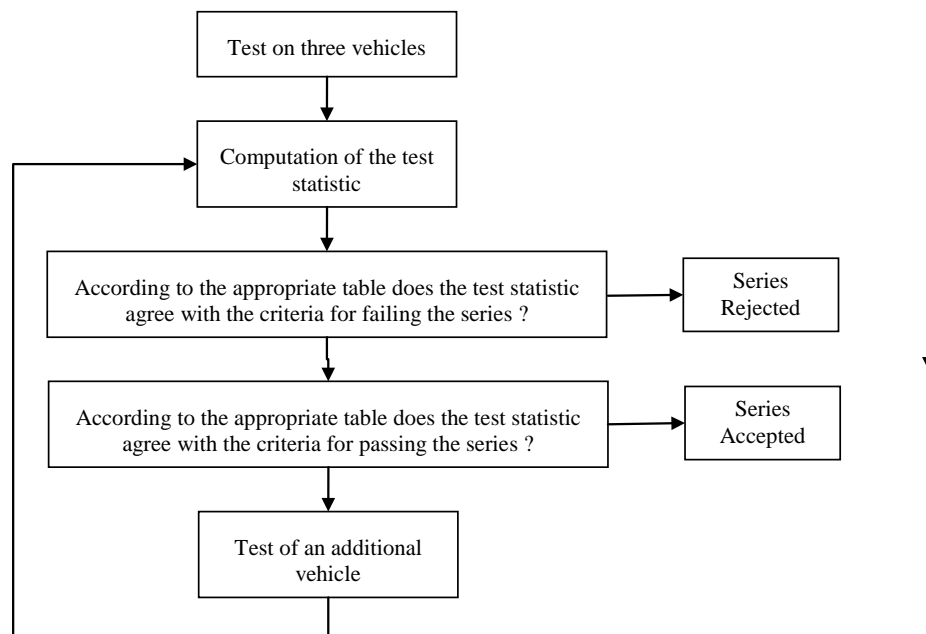 Test on three vehicles
Computation of the test
statistic
According to the appropriate table does the test statistic
agree with the criteria for failing the series ?
Series
Rejected
According to the appropriate table does the test statistic
agree with the criteria for passing the series ?
Series
Accepted
Test of an additional
vehicle